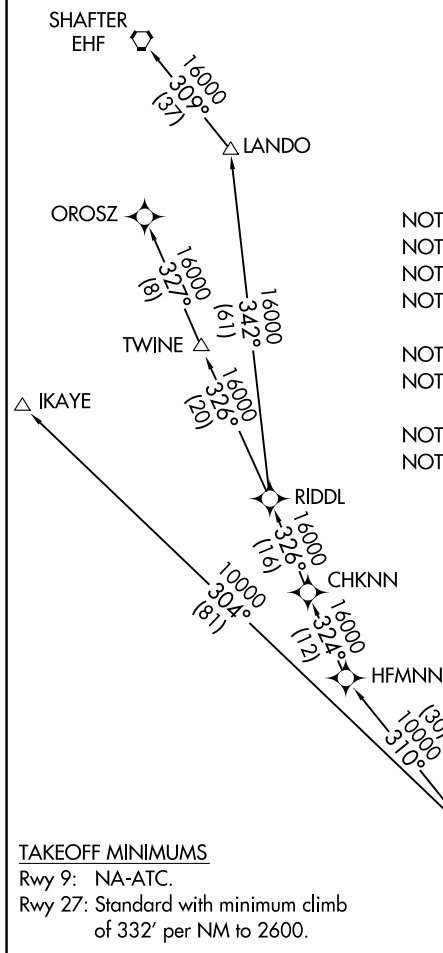 SHAFTER
EHF
16000
309°
(37)
LANDO
OROSZ
16000
327°
(8)
16000
342°
(61)
TWINE
16000
326°
(20)
IKAYE
RIDDL
16000
326°
(16)
CHKNN
16000
324°
(12)
HFMNN
10000
304°
(81)
(30)
10000
310°
NOT
NOT
NOT
NOT
NOT
NOT
NOT
NOT
TAKEOFF MINIMUMS
Rwy 9: NA-ATC.
Rwy 27: Standard with minimum climb
of 332' per NM to 2600.